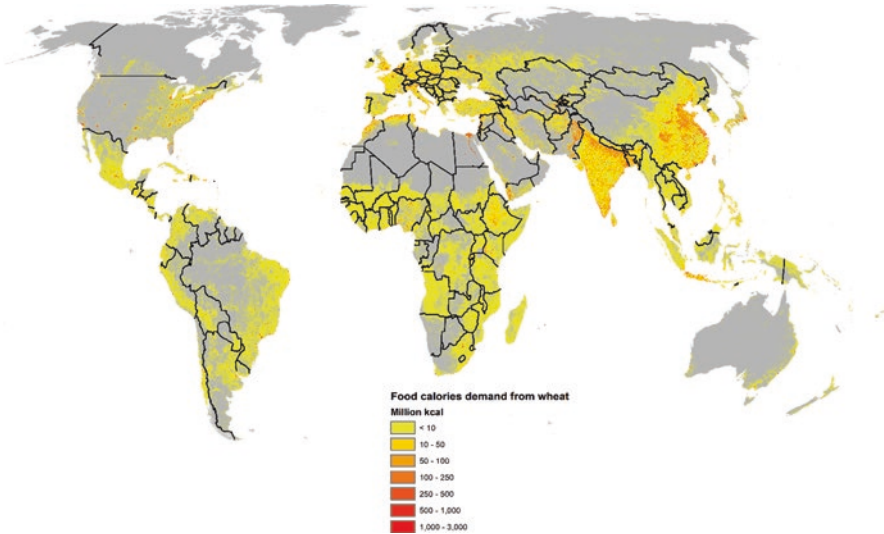 Food calories demand from wheat
Million kcal
< 10
10 - 50
50 - 100
100 - 250
250 - 500
500 - 1,000
1,000 - 3,000